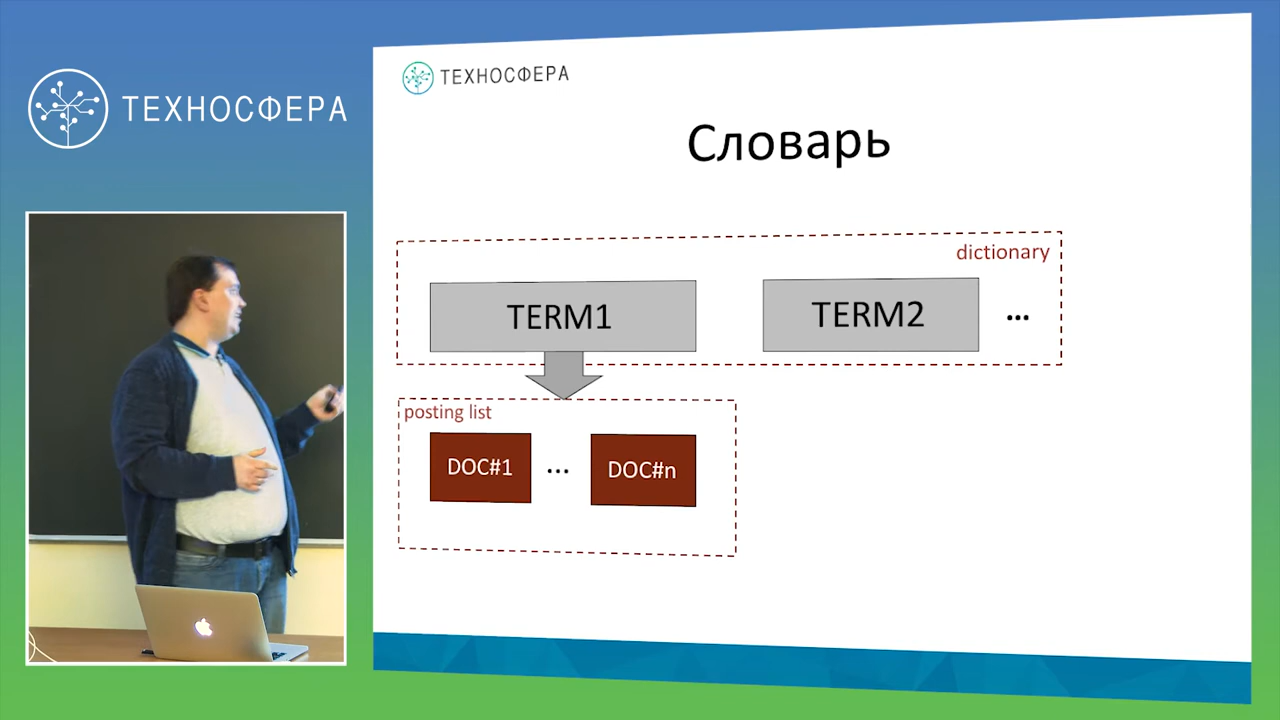 ТЕХНОСФЕРА
ТЕХНОСФЕРА
Словарь
dictionary
TERM1
TERM2
...
posting list
DOC#1
...
DOC#n